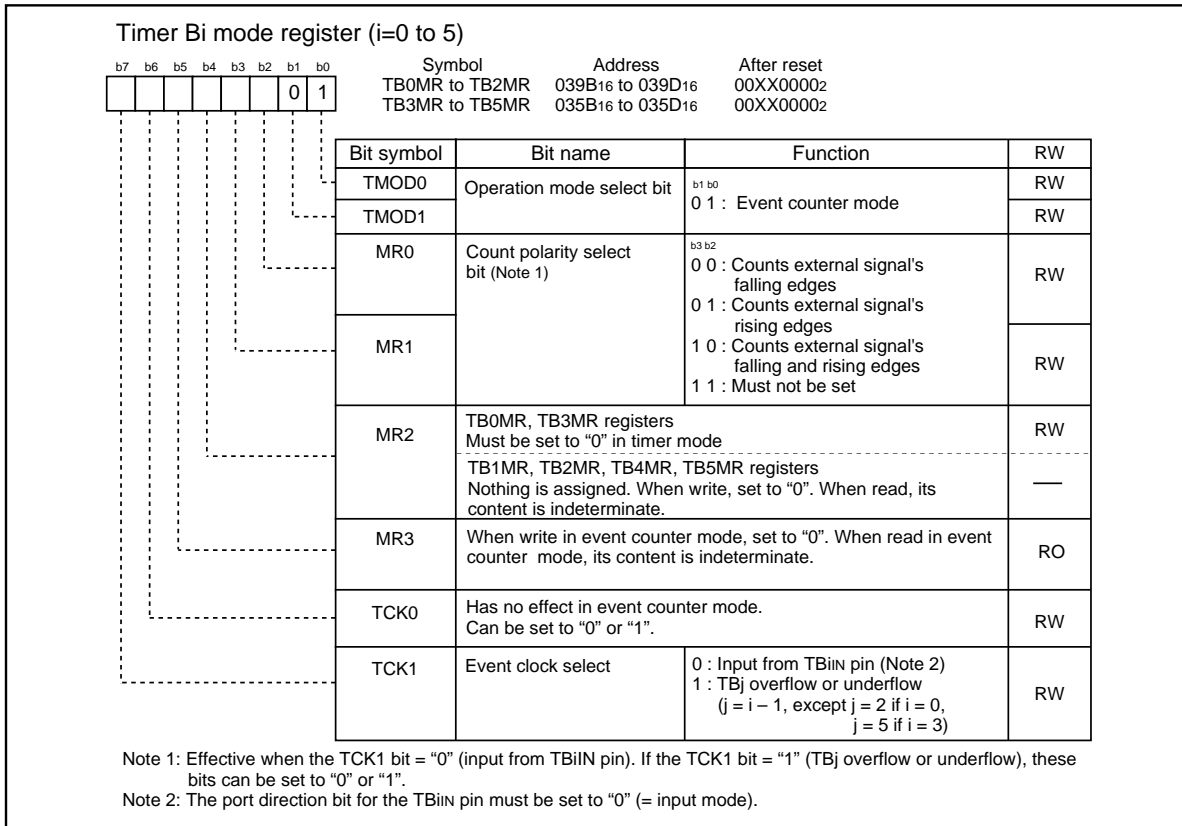 Timer Bi mode register (i=0 to 5)
b7 b6 b5 b4 b3 b2 b1 b0
0 1
Symbol Address After reset
TB0MR to TB2MR 039B16 to 039D16 00XX00002
TB3MR to TB5MR 035B16 to 035D16 00XX00002
Bit symbol Bit name Function RW
TMOD0 Operation mode select bit b1 b0 RW
0 1 : Event counter mode
TMOD1 RW
MR0 Count polarity select b3 b2
bit (Note 1) 0 0 : Counts external signal's
falling edges RW
0 1 : Counts external signal's
rising edges
MR1 1 0 : Counts external signal's
falling and rising edges RW
1 1 : Must not be set
MR2 TB0MR, TB3MR registers RW
Must be set to “0” in timer mode
TB1MR, TB2MR, TB4MR, TB5MR registers
Nothing is assigned. When write, set to “0”. When read, its —
content is indeterminate.
MR3 When write in event counter mode, set to “0”. When read in event
counter mode, its content is indeterminate. RO
TCK0 Has no effect in event counter mode. RW
Can be set to “0” or “1”.
TCK1 Event clock select 0 : Input from TBiIN pin (Note 2)
1 : TBj overflow or underflow RW
(j = i – 1, except j = 2 if i = 0,
j = 5 if i = 3)
Note 1: Effective when the TCK1 bit = “0” (input from TBiIN pin). If the TCK1 bit = “1” (TBj overflow or underflow), these
bits can be set to “0” or “1”.
Note 2: The port direction bit for the TBiIN pin must be set to “0” (= input mode).